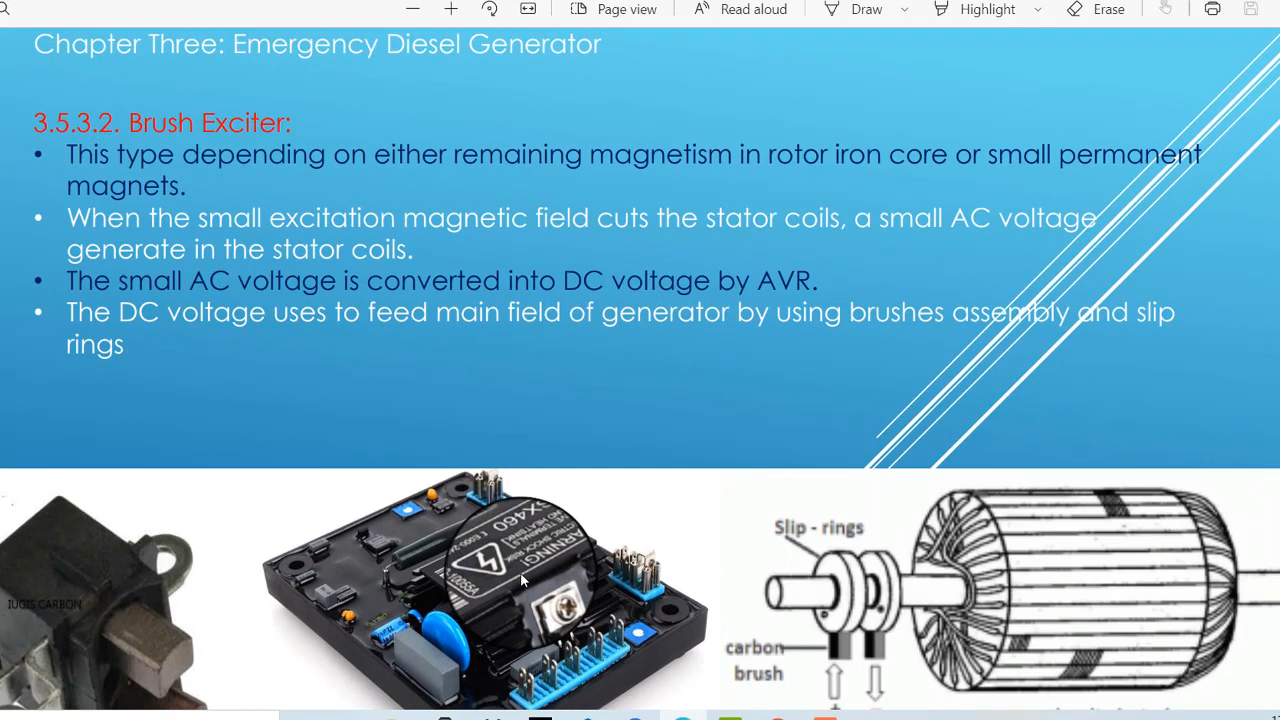 Page view
Read aloud
Draw
Highlight
Erase
Chapter Three: Emergency Diesel Generator
3.5.3.2. Brush Exciter:
• This type depending on either remaining magnetism in rotor iron core or small permanent
magnets.
• When the small excitation magnetic field cuts the stator coils, a small AC voltage
generate in the stator coils.
• The small AC voltage is converted into DC voltage by AVR.
• The DC voltage uses to feed main field of generator by using brushes assembly and slip
rings
IUGIS CARBON
SX460
Slip - rings
carbon
brush